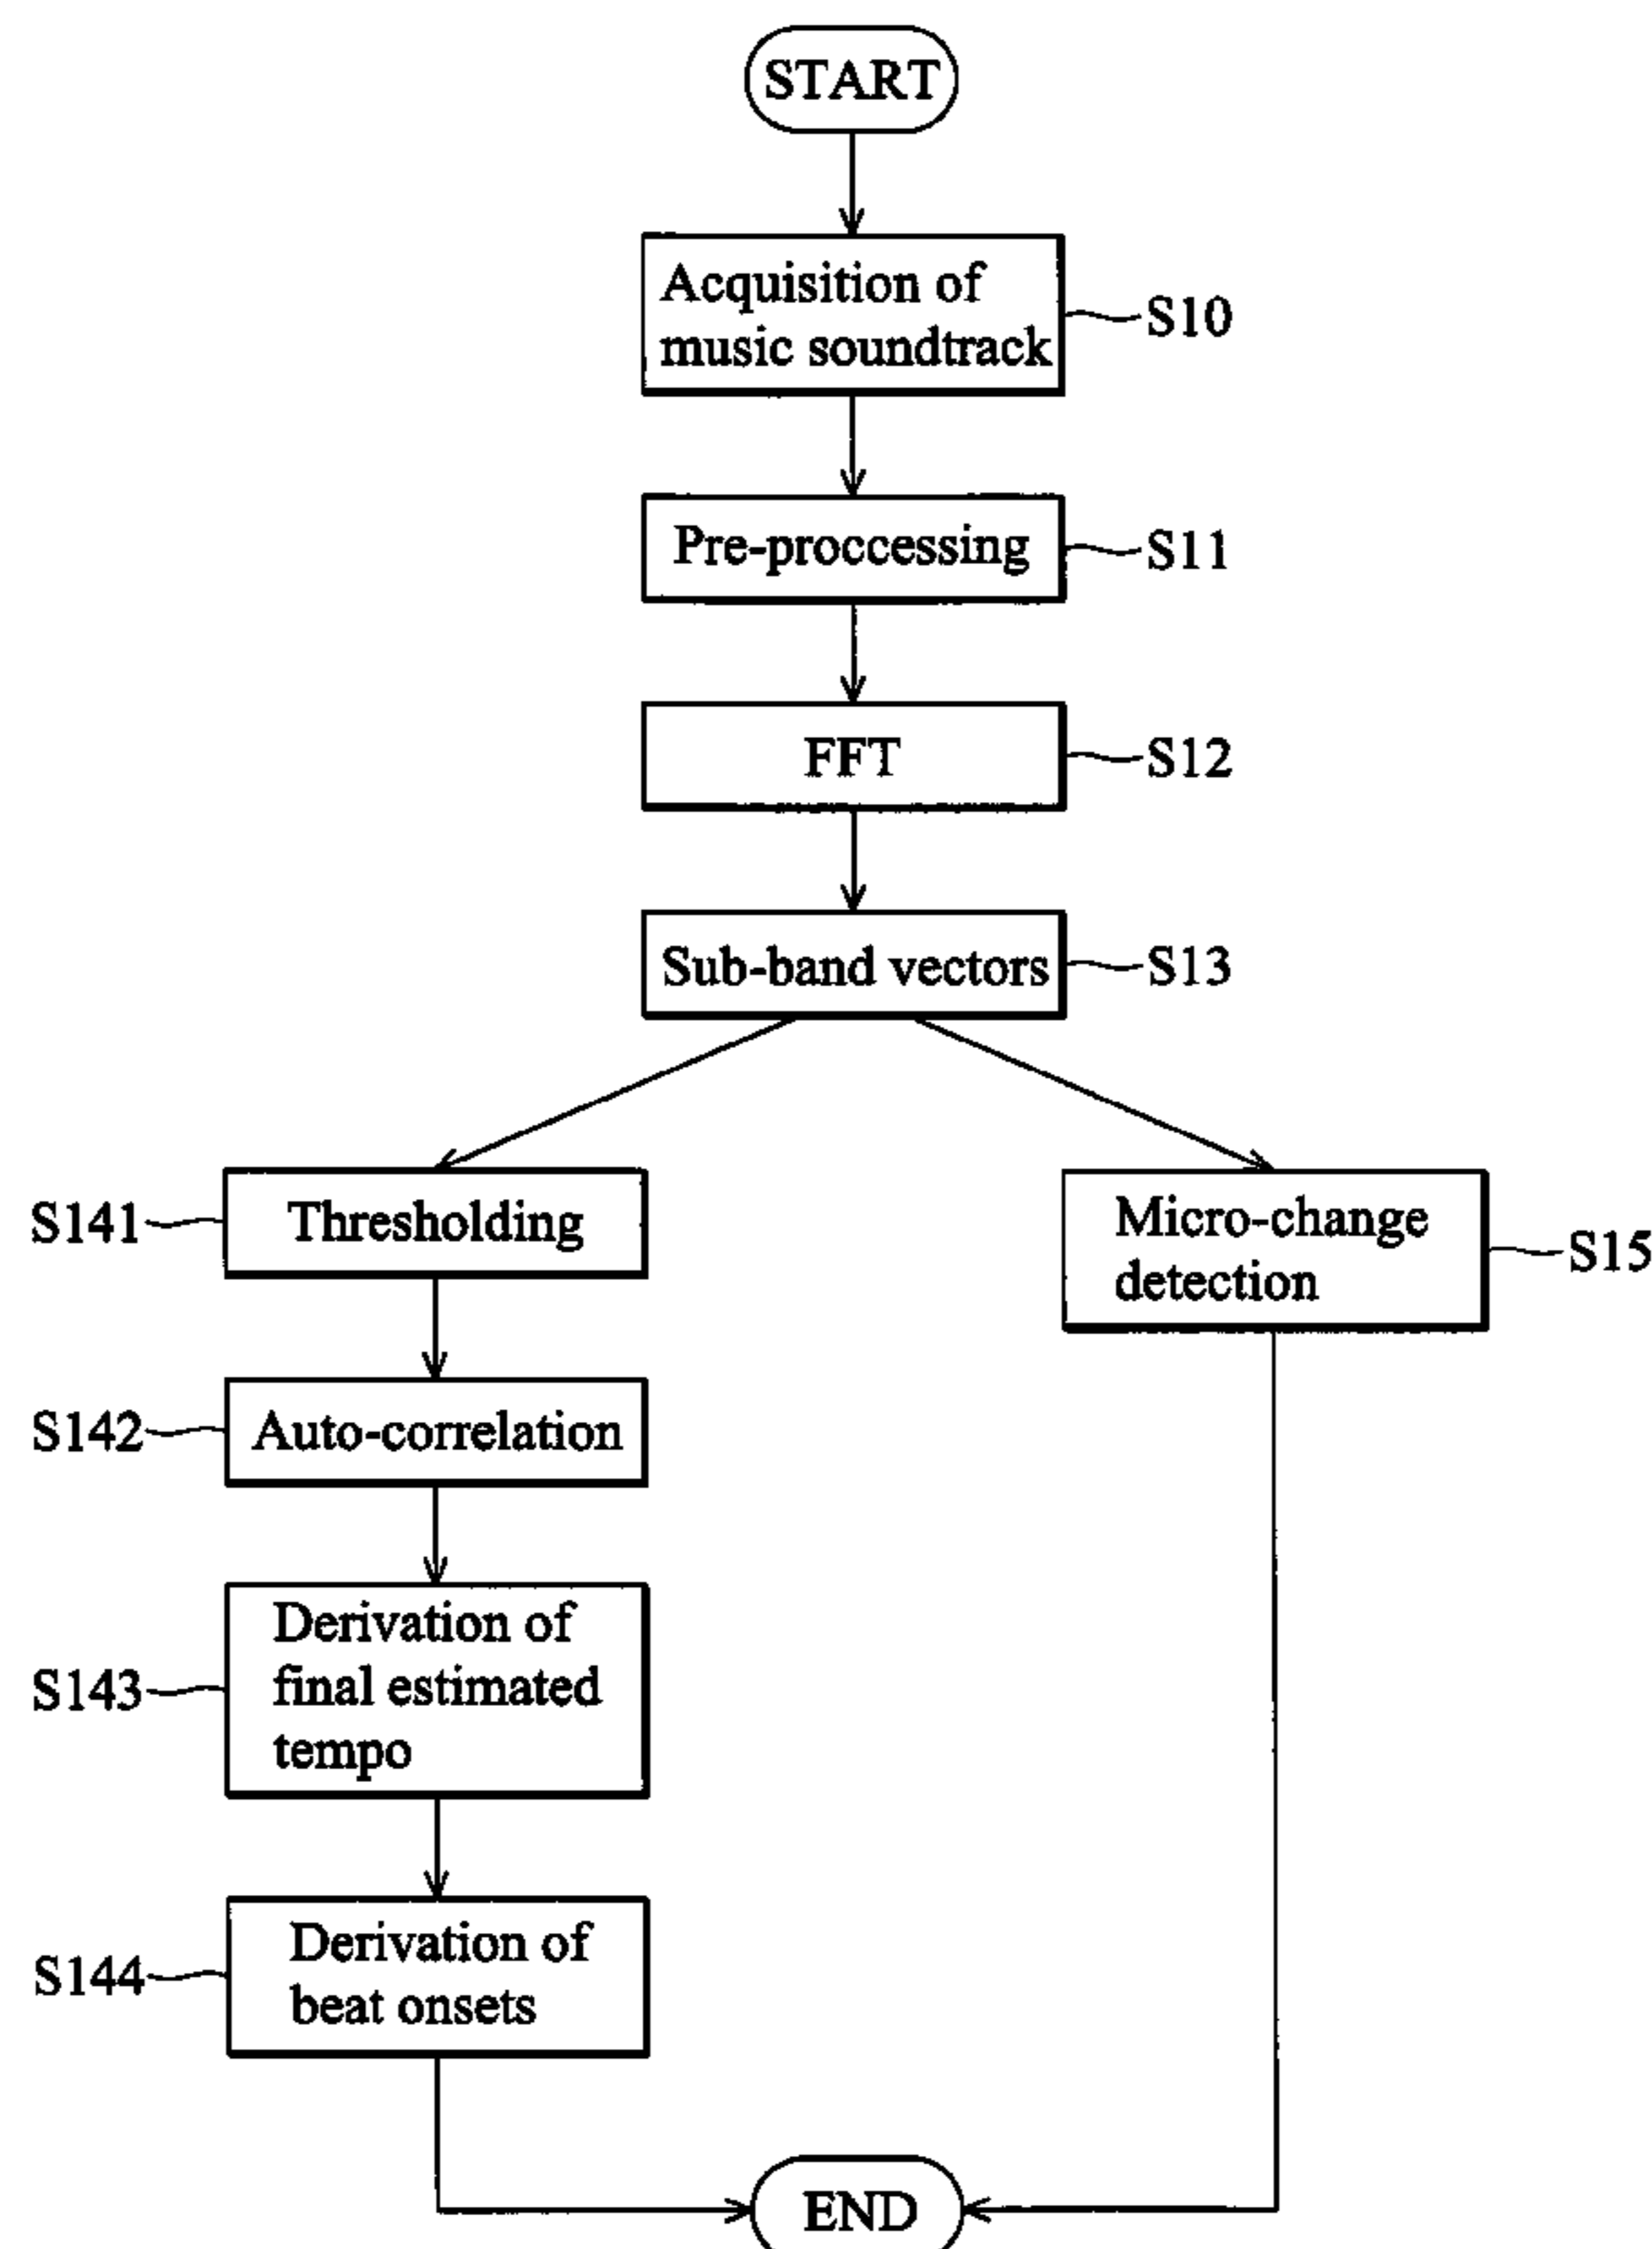 START
Acquisition of
music soundtrack
S10
Pre-proccessing
S11
FFT
S12
Sub-band vectors
S13
S141
Thresholding
Micro-change
detection
S15
S142
Auto-correlation
S143
Derivation of
final estimated
tempo
S144
Derivation of
beat onsets
END